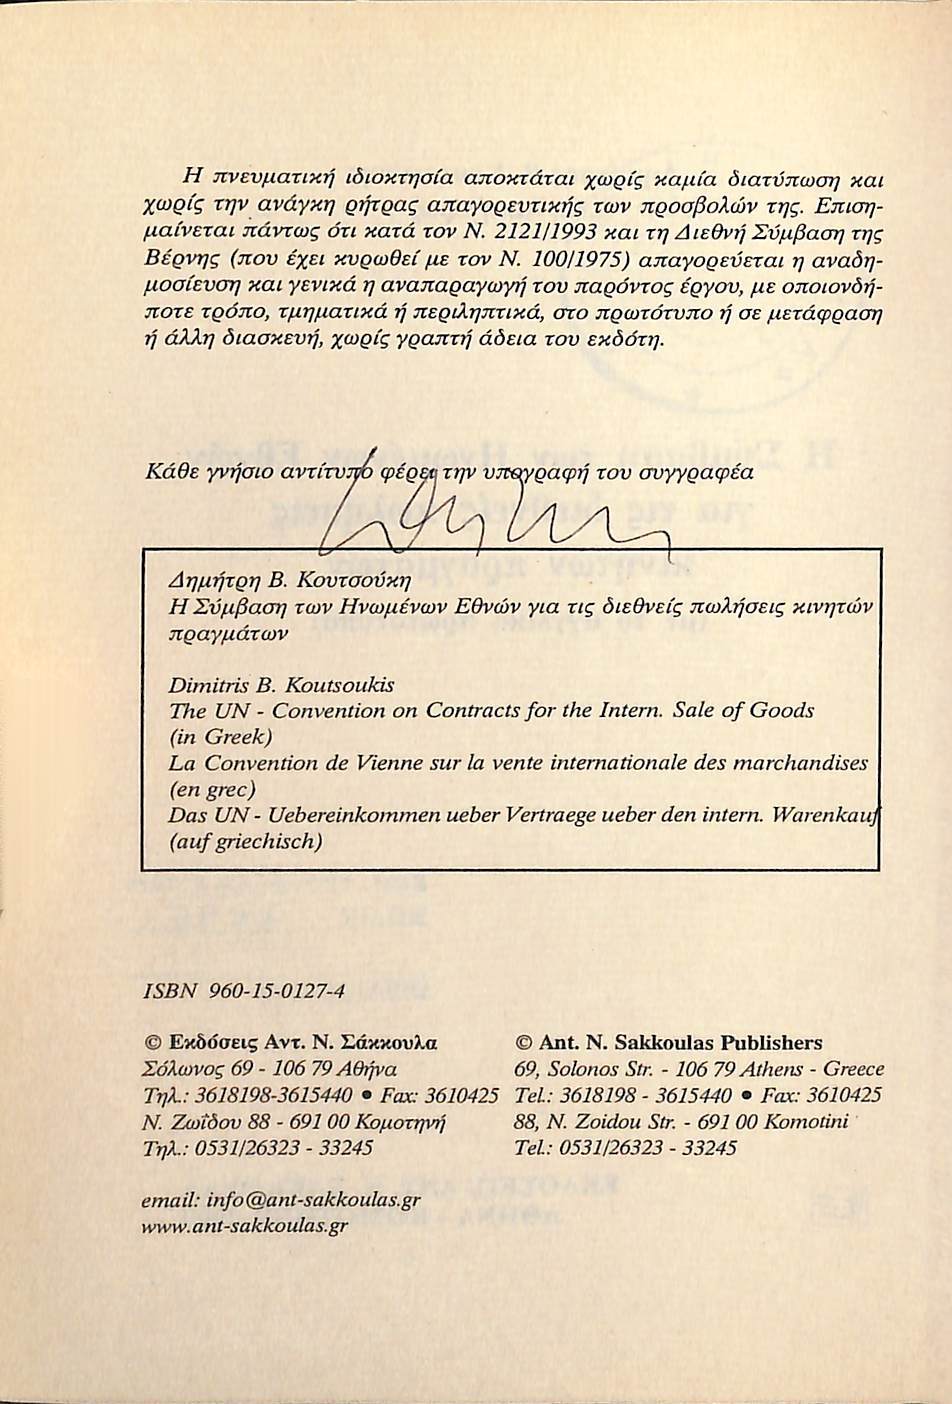 Η πνευματική ιδιοκτησία αποκτάται χωρίς καμία διατύπωση και
χωρίς την ανάγκη ρήτρας απαγορευτικής των προσβολών της. Επιση-
μαίνεται πάντως ότι κατά τον Ν. 2121/1993 και τη Διεθνή Σύμβαση της
Βέρνης (που έχει κυρωθεί με τον Ν. 100/1975) απαγορεύεται η αναδη-
μοσίευση και γενικά η αναπαραγωγή του παρόντος έργου, με οποιονδή-
ποτε τρόπο, τμηματικά ή περιληπτικά, στο πρωτότυπο ή σε μετάφραση
ή άλλη διασκευή, χωρίς γραπτή άδεια του εκδότη.
Κάθε γνήσιο αντίτυπο φέρει την υπογραφή του συγγραφέα
Δημήτρη Β. Κουτσούκη
Η Σύμβαση των Ηνωμένων Εθνών για τις διεθνείς πωλήσεις κινητών
πραγμάτων
Dimitris B. Koutsoukis
The UN - Convention on Contracts for the Intern. Sale of Goods
(in Greek)
La Convention de Vienne sur la vente internationale des marchandises
(en grec)
Das UN - Uebereinkommen ueber Vertraege ueber den intern. Warenkauf
(auf griechisch)
ISBN 960-15-0127-4
© Εκδόσεις Αντ. Ν. Σάκκουλα
Σόλωνος 69 - 106 79 Αθήνα
Τηλ.: 3618198-3615440 • Fax: 3610425
Ν. Ζωΐδου 88 - 691 00 Κομοτηνή
Τηλ.: 0531/26323 - 33245
© Ant. N. Sakkoulas Publishers
69, Solonos Str. - 106 79 Athens - Greece
Tel.: 3618198 - 3615440 • Fax: 3610425
88, N. Zoidou Str. - 691 00 Komotini
Tel.: 0531/26323 - 33245
email: info@ant-sakkoulas.gr
www.ant-sakkoulas.gr